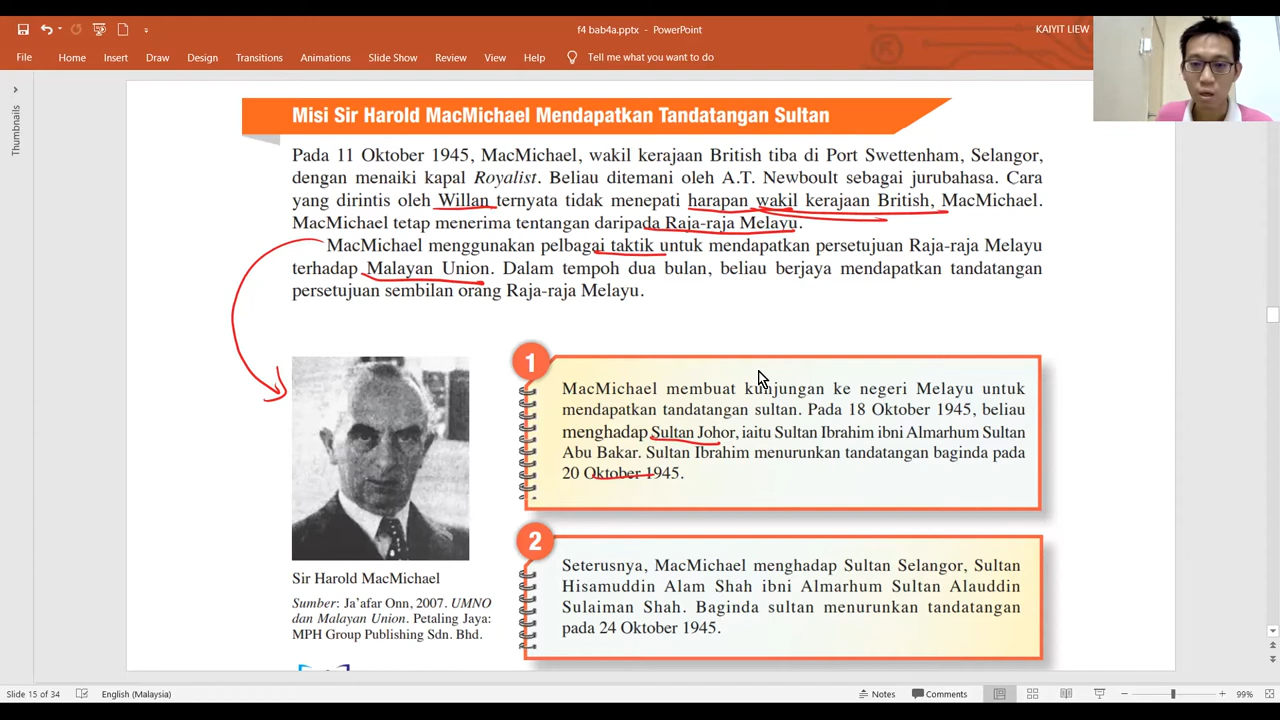 f4 bab4a.pptx - PowerPoint
KAIYIT LIEW
File Home Insert Draw Design Transitions Animations Slide Show Review View Help Tell me what you want to do
Thumbnails
Misi Sir Harold MacMichael Mendapatkan Tandatangan Sultan
Pada 11 Oktober 1945, MacMichael, wakil kerajaan British tiba di Port Swettenham, Selangor,
dengan menaiki kapal Royalist. Beliau ditemani oleh A.T. Newboult sebagai jurubahasa. Cara
yang dirintis oleh Willan ternyata tidak menepati harapan wakil kerajaan British, MacMichael.
MacMichael tetap menerima tentangan daripada Raja-raja Melayu.
MacMichael menggunakan pelbagai taktik untuk mendapatkan persetujuan Raja-raja Melayu
terhadap Malayan Union. Dalam tempoh dua bulan, beliau berjaya mendapatkan tandatangan
persetujuan sembilan orang Raja-raja Melayu.
1
MacMichael membuat kunjungan ke negeri Melayu untuk
mendapatkan tandatangan sultan. Pada 18 Oktober 1945, beliau
menghadap Sultan Johor, iaitu Sultan Ibrahim ibni Almarhum Sultan
Abu Bakar. Sultan Ibrahim menurunkan tandatangan baginda pada
20 Oktober 1945.
2
Seterusnya, MacMichael menghadap Sultan Selangor, Sultan
Hisamuddin Alam Shah ibni Almarhum Sultan Alauddin
Sulaiman Shah. Baginda sultan menurunkan tandatangan
pada 24 Oktober 1945.
Sir Harold MacMichael
Sumber: Ja'afar Onn, 2007. UMNO
dan Malayan Union. Petaling Jaya:
MPH Group Publishing Sdn. Bhd.
Slide 15 of 34 English (Malaysia) Notes Comments 99%